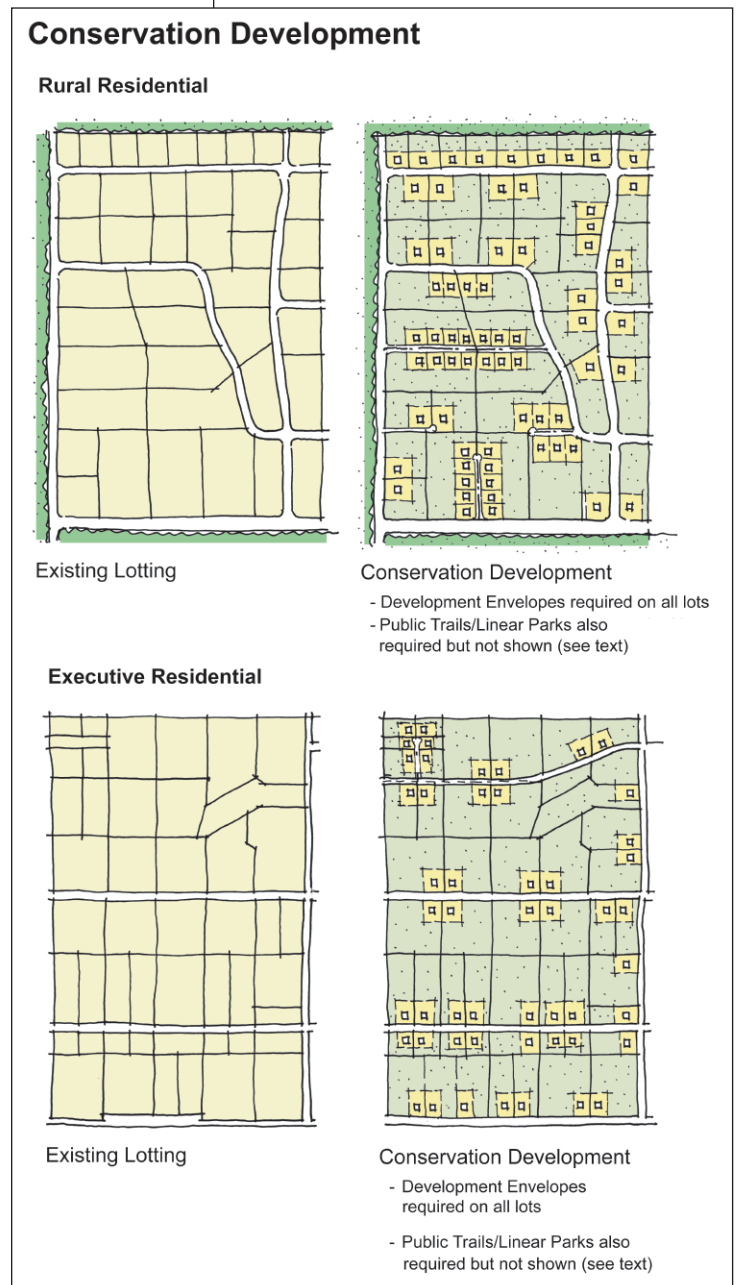 Conservation Development
Rural Residential
Existing Lotting
Conservation Development
- Development Envelopes required on all lots
- Public Trails/Linear Parks also
required but not shown (see text)
Executive Residential
Existing Lotting
Conservation Development
- Development Envelopes
required on all lots
- Public Trails/Linear Parks also
required but not shown (see text)